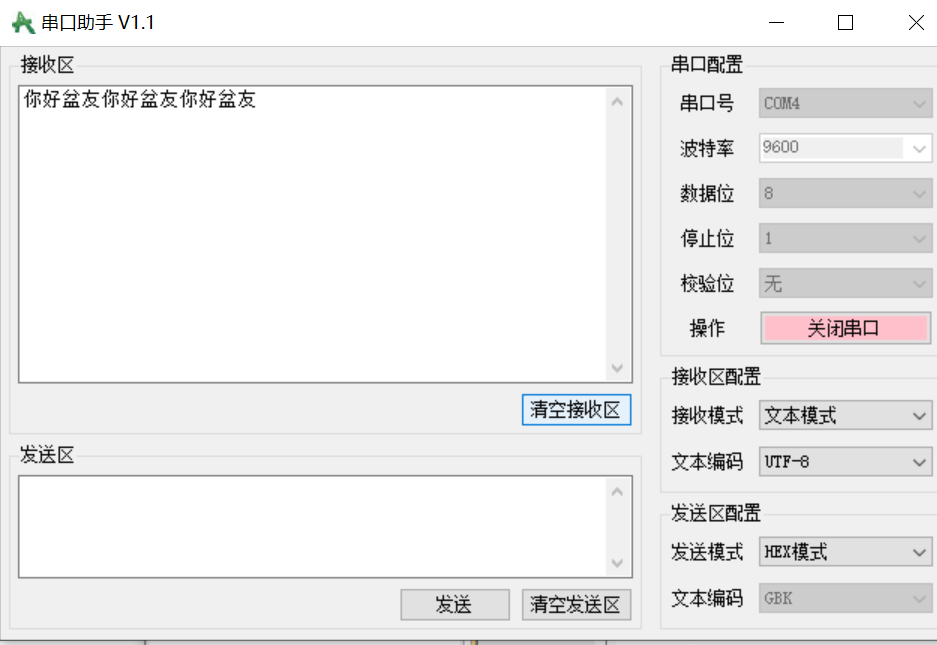 串口助手 V1.1
接收区
你好盆友你好盆友你好盆友
清空接收区
发送区
发送
清空发送区
串口配置
串口号 COM4
波特率 9600
数据位 8
停止位 1
校验位 无
操作 关闭串口
接收区配置
接收模式 文本模式
文本编码 UTF-8
发送区配置
发送模式 HEX模式
文本编码 GBK